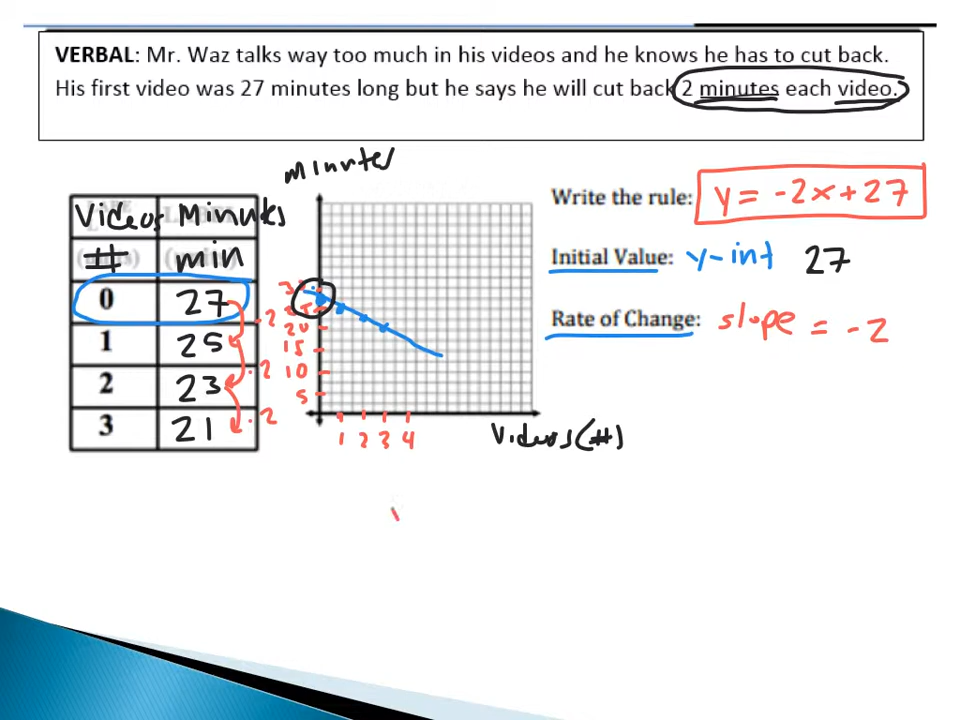 VERBAL: Mr. Waz talks way too much in his videos and he knows he has to cut back.
His first video was 27 minutes long but he says he will cut back 2 minutes each video.
Minutes
Videos Minutes
# min
0 27
1 25
2 23
3 21
-2
-2
-2
20
15
10
5
1 2 3 4
Videos (#)
Write the rule: y = -2x+27
Initial Value: y-int 27
Rate of Change: slope = -2